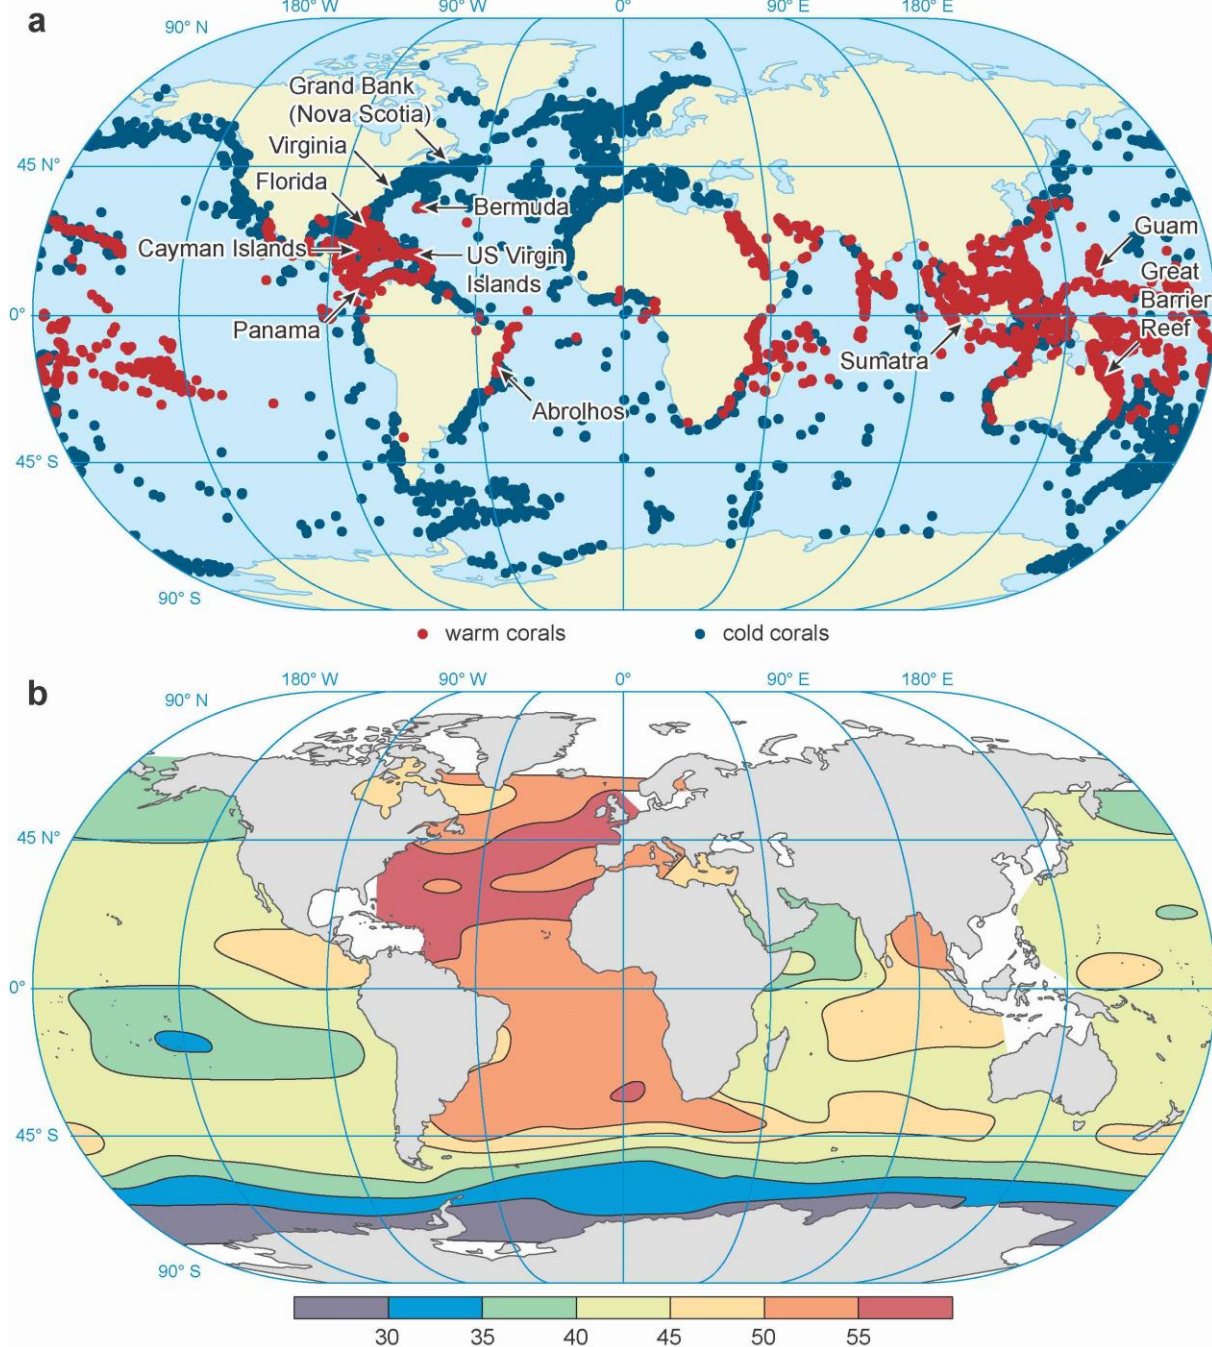 a
180° W 90° W 0° 90° E 180° E
90° N
Grand Bank
(Nova Scotia)
45 N°
Virginia
Florida
Bermuda
Guam
Cayman Islands
US Virgin
Islands
Great
Barrier
Reef
0°
Panama
Sumatra
Abrolhos
45° S
90° S
warm corals cold corals
b
180° W 90° W 0° 90° E 180° E
90° N
45 N°
0°
45° S
90° S
30 35 40 45 50 55